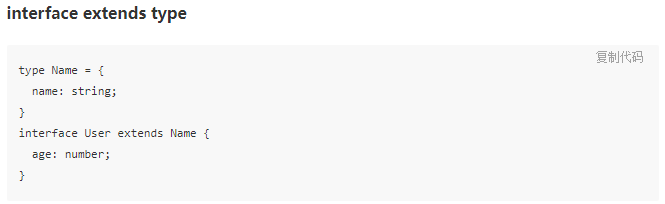 interface extends type
复制代码
type Name = {
  name: string;
}
interface User extends Name {
  age: number;
}